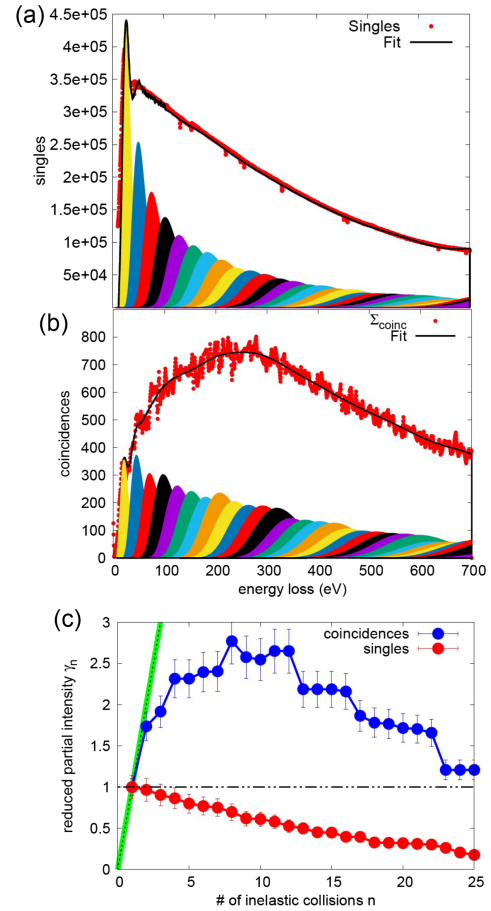 (a)
4.5e+05
4e+05
3.5e+05
3e+05
2.5e+05
2e+05
1.5e+05
1e+05
5e+04
singles
Singles
Fit
(b)
800
700
600
500
400
300
200
100
0
coincidences
Σcoinc
Fit
0 100 200 300 400 500 600 700
energy loss (eV)
(c)
3
2.5
2
1.5
1
0.5
0
reduced partial intensity γn
coincidences
singles
0 5 10 15 20 25
# of inelastic collisions n